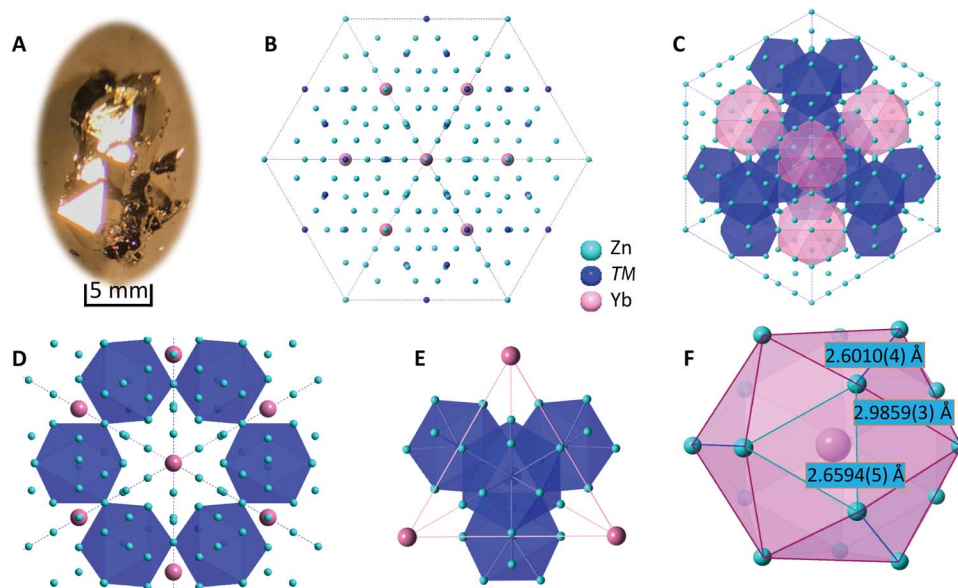 A
B
C
5 mm
Zn
TM
Yb
D
E
F
2.6010(4) Å
2.9859(3) Å
2.6594(5) Å